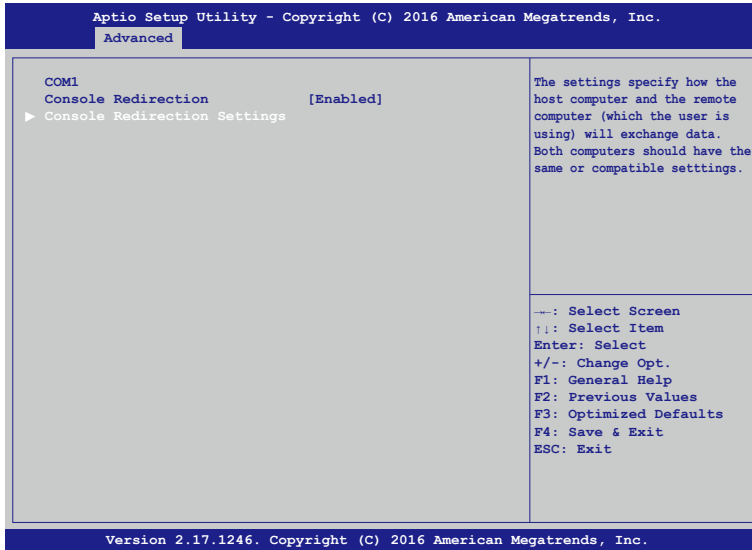 Aptio Setup Utility - Copyright (C) 2016 American Megatrends, Inc.
Advanced
COM1
Console Redirection [Enabled]
▶ Console Redirection Settings
The settings specify how the
host computer and the remote
computer (which the user is
using) will exchange data.
Both computers should have the
same or compatible setttings.
→←: Select Screen
↑↓: Select Item
Enter: Select
+/-: Change Opt.
F1: General Help
F2: Previous Values
F3: Optimized Defaults
F4: Save & Exit
ESC: Exit
Version 2.17.1246. Copyright (C) 2016 American Megatrends, Inc.